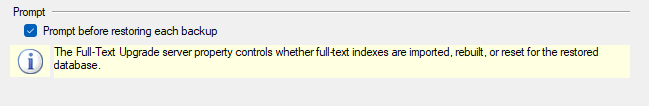 Prompt
Prompt before restoring each backup
The Full-Text Upgrade server property controls whether full-text indexes are imported, rebuilt, or reset for the restored
database.